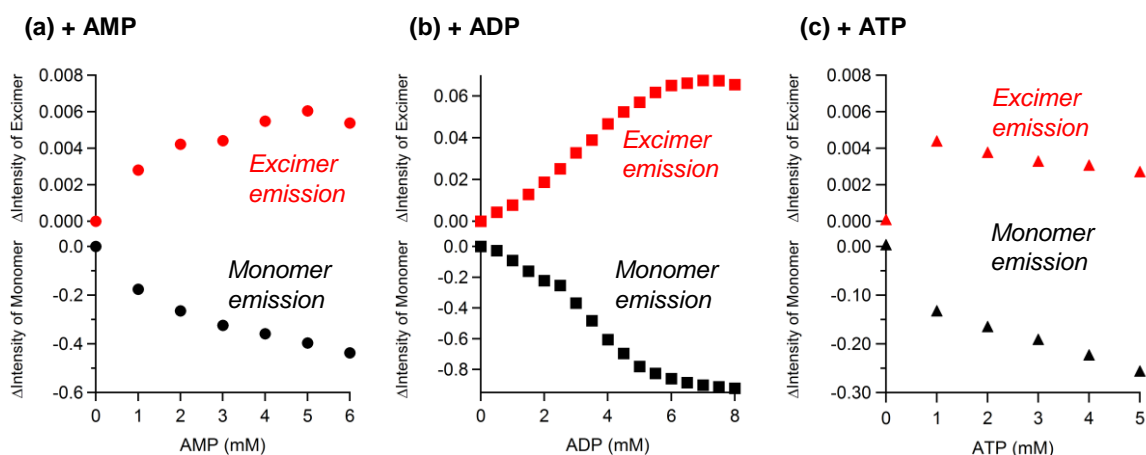 (a) + AMP
ΔIntensity of Excimer
0.008
0.006
0.004
0.002
0.000
Excimer
emission
ΔIntensity of Monomer
0.0
-0.2
-0.4
-0.6
Monomer
emission
0 1 2 3 4 5 6
AMP (mM)
(b) + ADP
ΔIntensity of Excimer
0.06
0.04
0.02
0.00
Excimer
emission
ΔIntensity of Monomer
0.0
-0.2
-0.4
-0.6
-0.8
Monomer
emission
0 2 4 6 8
ADP (mM)
(c) + ATP
ΔIntensity of Excimer
0.008
0.006
0.004
0.002
0.000
Excimer
emission
ΔIntensity of Monomer
0.00
-0.10
-0.20
-0.30
Monomer
emission
0 1 2 3 4 5
ATP (mM)